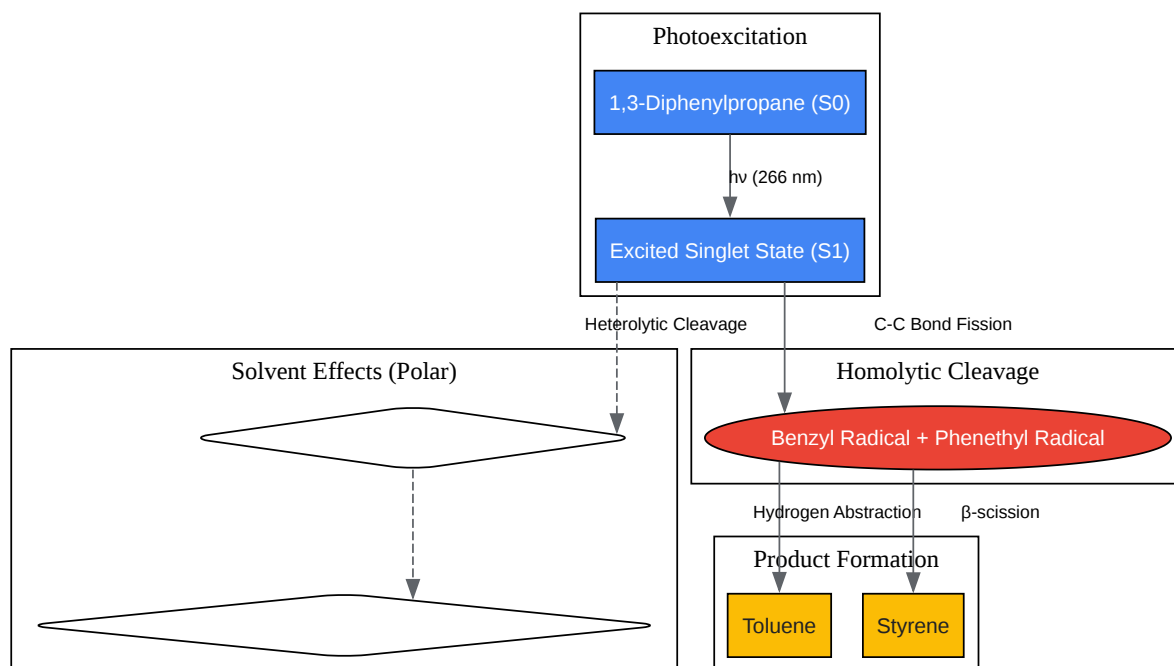 Photoexcitation
1,3-Diphenylpropane (S0)
hν (266 nm)
Excited Singlet State (S1)
Heterolytic Cleavage
C-C Bond Fission
Solvent Effects (Polar)
Homolytic Cleavage
Benzyl Radical + Phenethyl Radical
Hydrogen Abstraction
β-scission
Product Formation
Toluene
Styrene